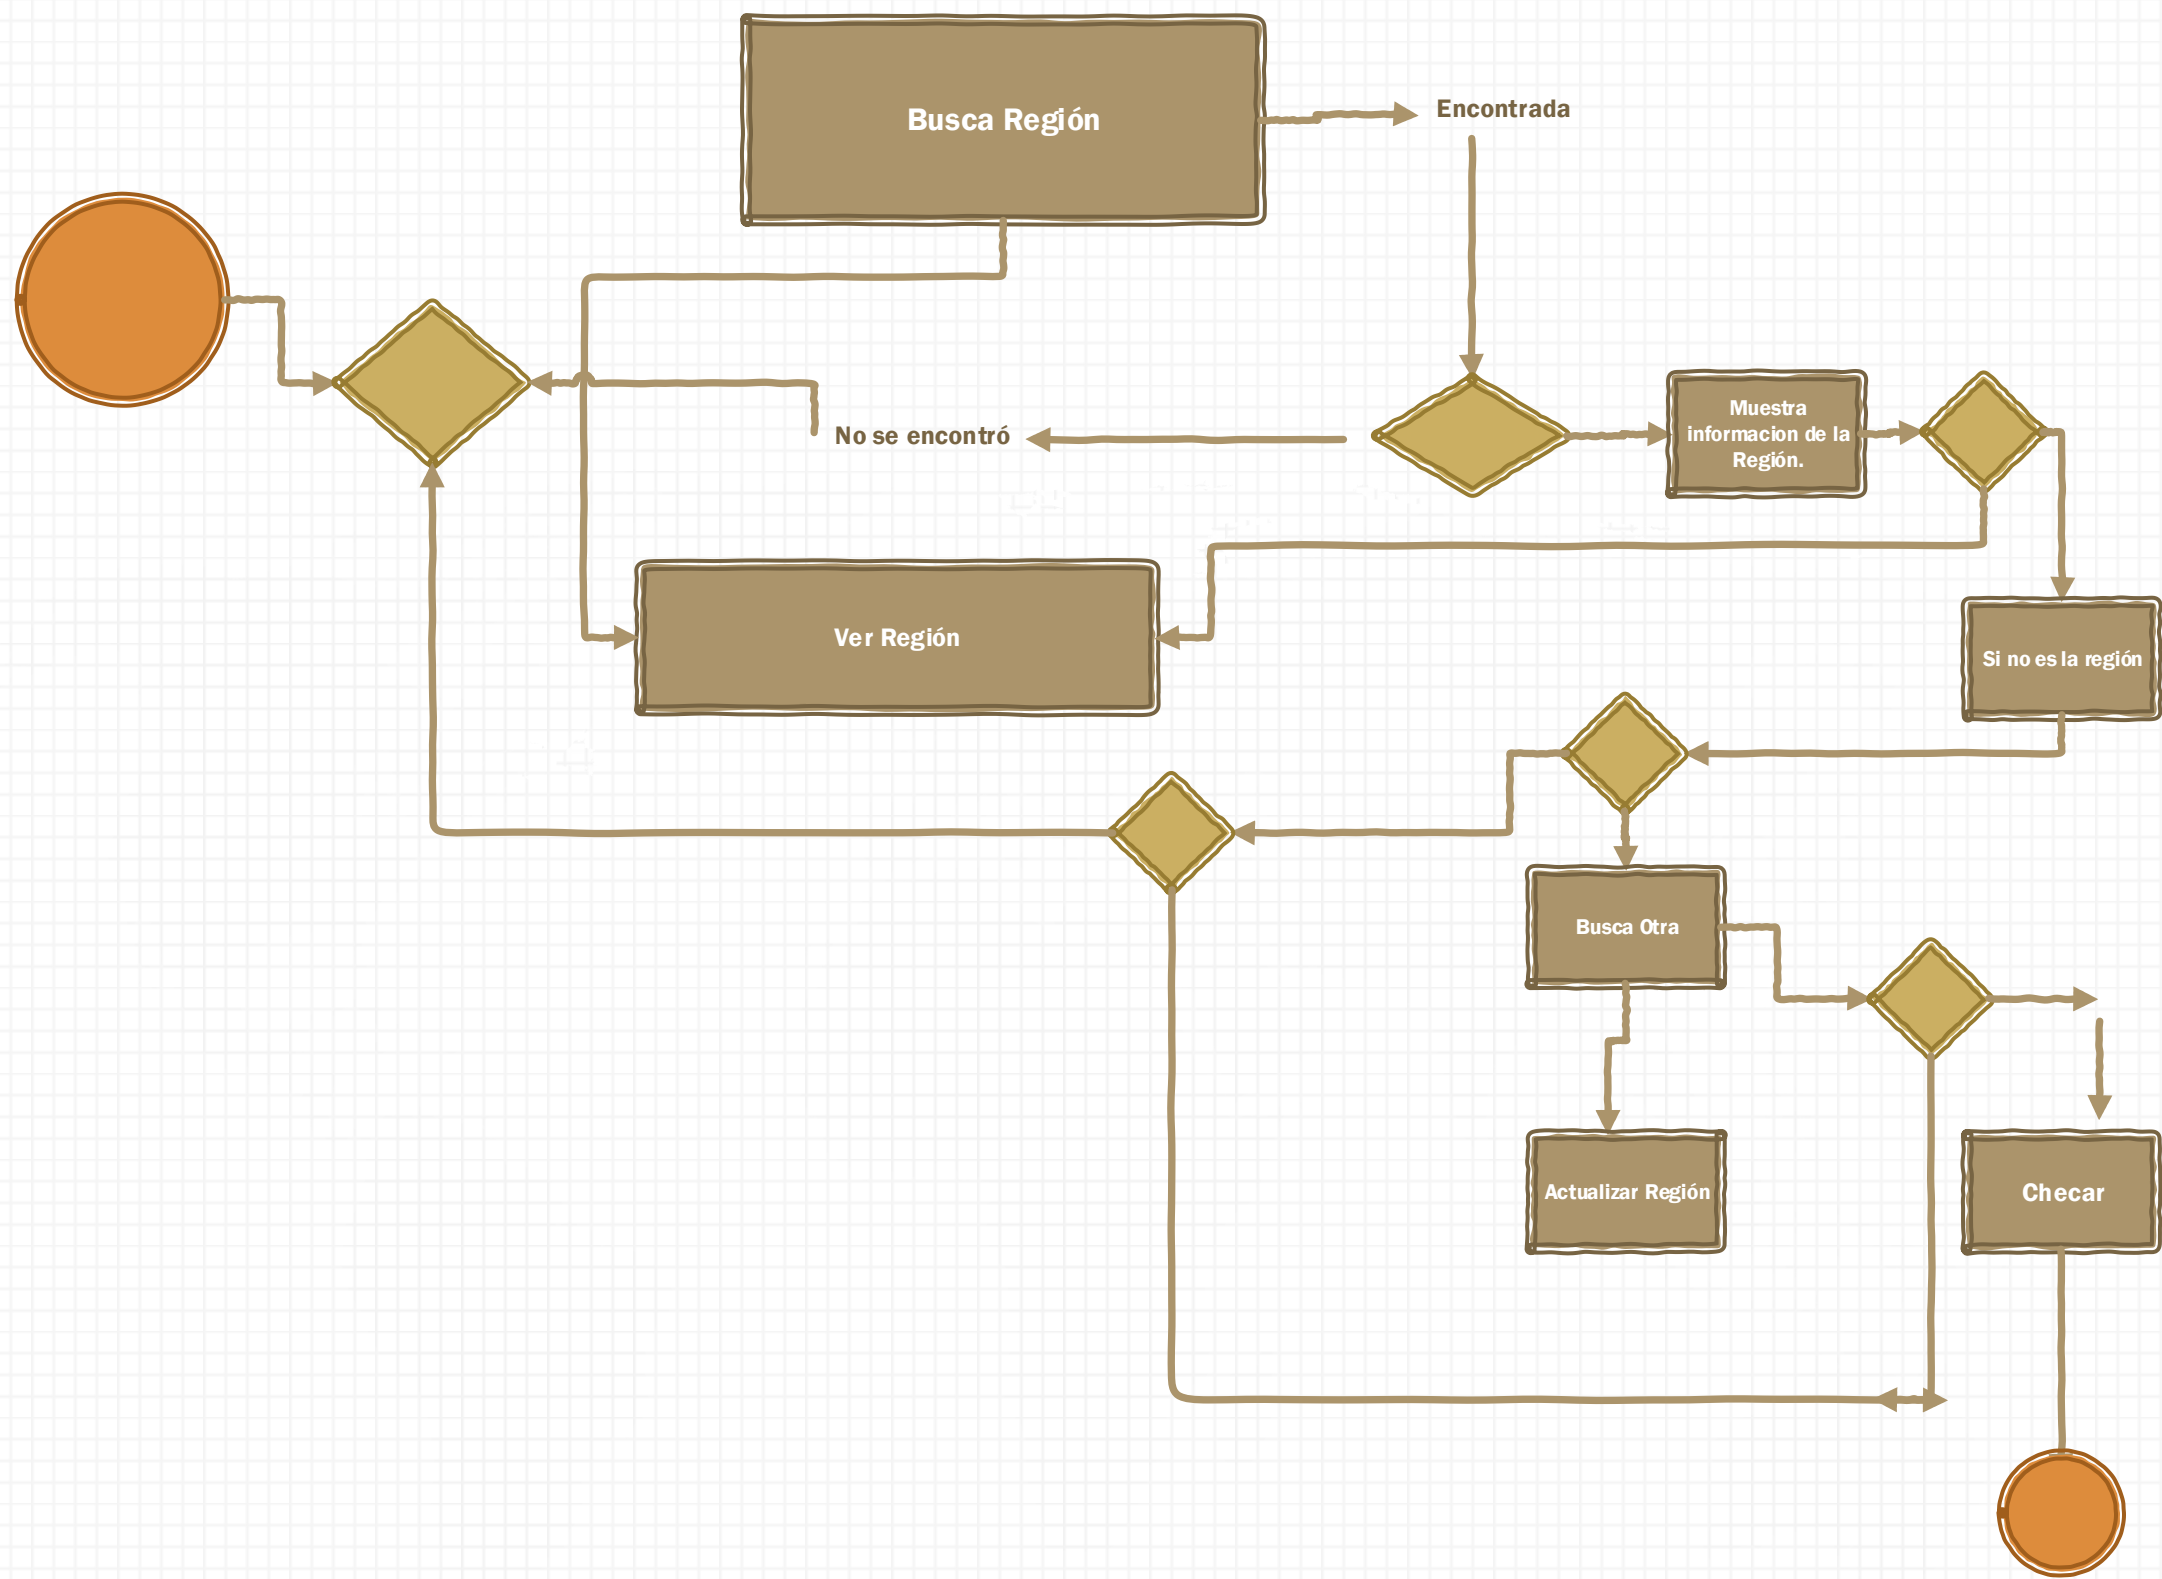 Busca Región
Encontrada
Muestra
informacion de la
Región.
No se encontró
Ver Región
Si no es la región
Busca Otra
Actualizar Región
Checar